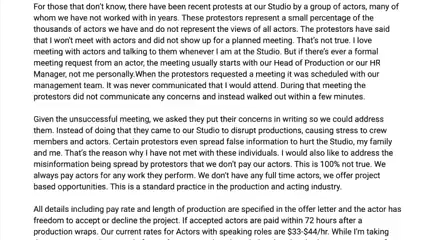 For those that don't know, there have been recent protests at our Studio by a group of actors, many of
whom we have not worked with in years. These protestors represent a small percentage of the
thousands of actors we have and do not represent the views of all actors. The protestors have said
that I won't meet with actors and did not show up for a planned meeting. That's not true. I love
meeting with actors and talking to them whenever I am at the Studio. But if there's ever a formal
meeting request from an actor, the meeting usually starts with our Head of Production or our HR
Manager, not me personally.When the protestors requested a meeting it was scheduled with our
management team. It was never communicated that I would attend. During that meeting the
protestors did not communicate any concerns and instead walked out within a few minutes.
Given the unsuccessful meeting, we asked they put their concerns in writing so we could address
them. Instead of doing that they came to our Studio to disrupt productions, causing stress to crew
members and actors. Certain protestors even spread false information to hurt the Studio, my family
and me. That's the reason why I have not met with these individuals. I would also like to address the
misinformation being spread by protestors that we don't pay our actors. This is 100% not true. We
always pay actors for any work they perform. We don't have any full time actors, we offer project
based opportunities. This is a standard practice in the production and acting industry.
All details including pay rate and length of production are specified in the offer letter and the actor has
freedom to accept or decline the project. If accepted actors are paid within 72 hours after a
production wraps. Our current rates for Actors with speaking roles are $33-$44/hr. While I'm taking